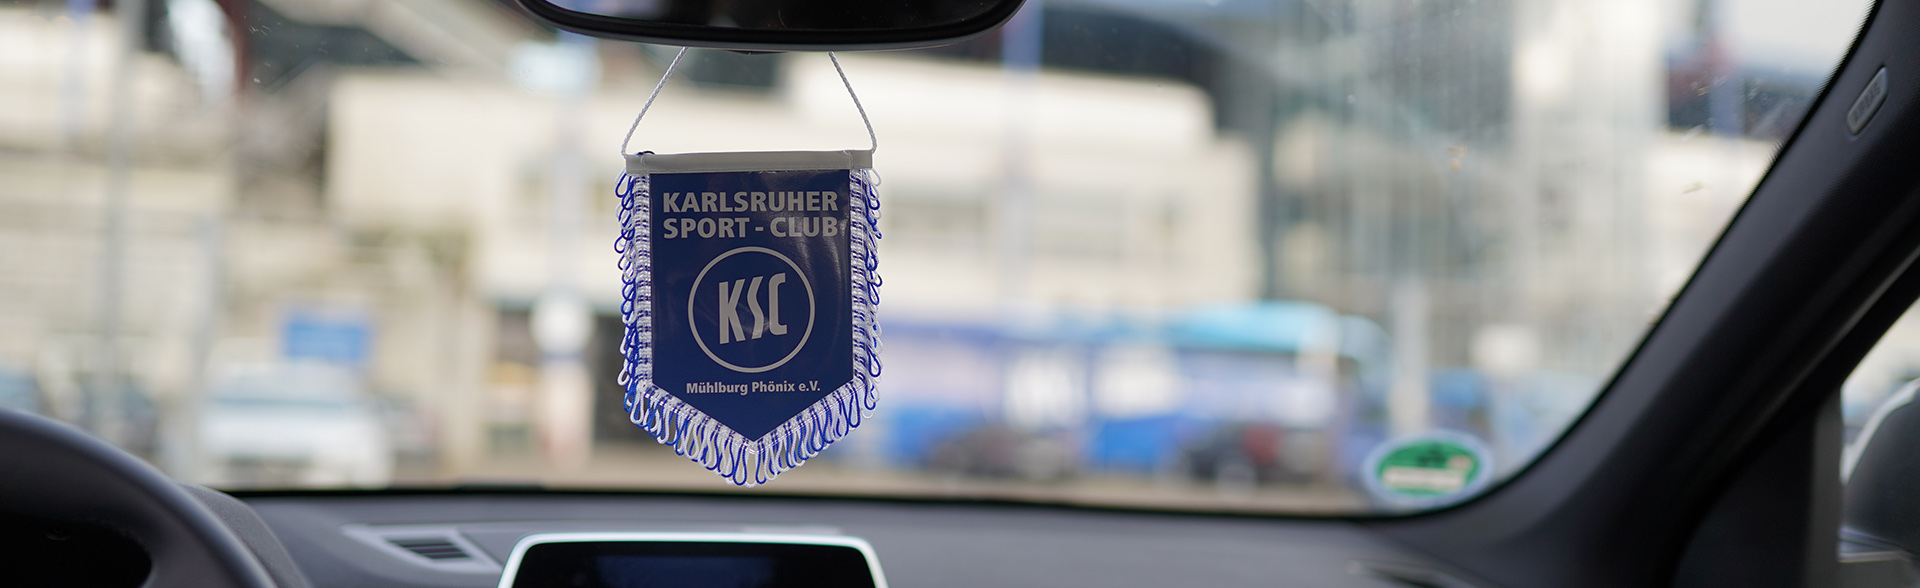 KARLSRUHER
SPORT - CLUB
KSC
Mühlburg Phönix e.V.